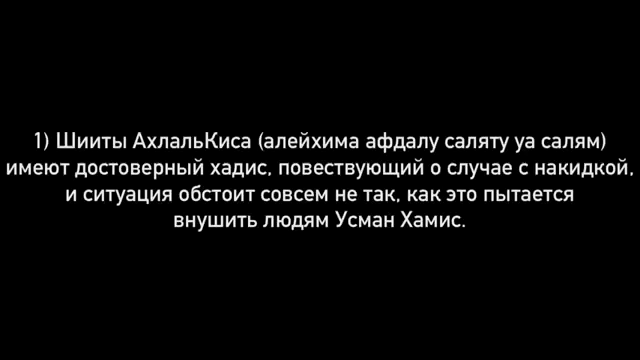 1) Шииты АхлальКиса (алейхима афдалу саляту уа салям)
имеют достоверный хадис, повествующий о случае с накидкой,
и ситуация обстоит совсем не так, как это пытается
внушить людям Усман Хамис.